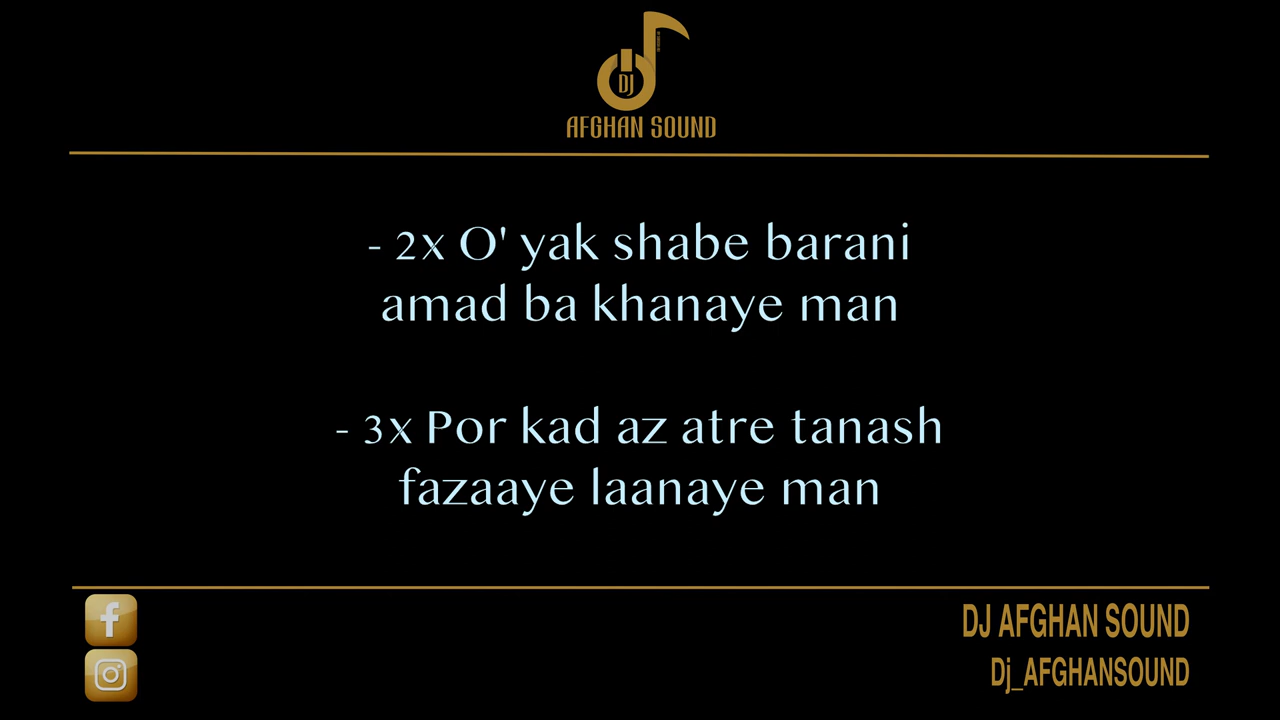 DJ
AFGHAN SOUND
- 2x O' yak shabe barani
amad ba khanaye man
- 3x Por kad az atre tanash
fazaaye laanaye man
DJ AFGHAN SOUND
Dj_AFGHANSOUND